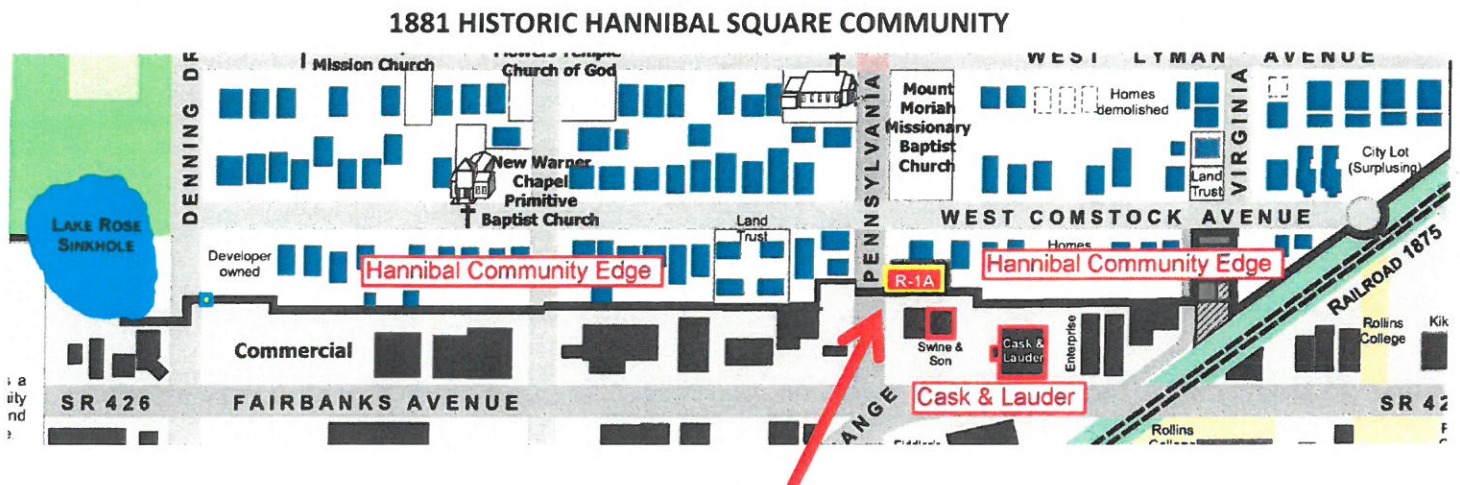 1881 HISTORIC HANNIBAL SQUARE COMMUNITY
DENNING DR
Mission Church
Church of God
PENNSYLVANIA
WEST LYMAN AVENUE
Mount
Moriah
Missionary
Baptist
Church
Homes
demolished
VIRGINIA
City Lot
(Surplusing)
Land
Trust
New Warner
Chapel
Primitive
Baptist Church
LAKE ROSE
SINKHOLE
WEST COMSTOCK AVENUE
Developer
owned
Land
Trust
Homes
Hannibal Community Edge
R-1A
Hannibal Community Edge
RAILROAD 1875
Commercial
Swine &
Son
Cask &
Lauder
Enterprise
Rollins
College
Kik
SR 426
FAIRBANKS AVENUE
ANGE
Cask & Lauder
SR 42
Rollins